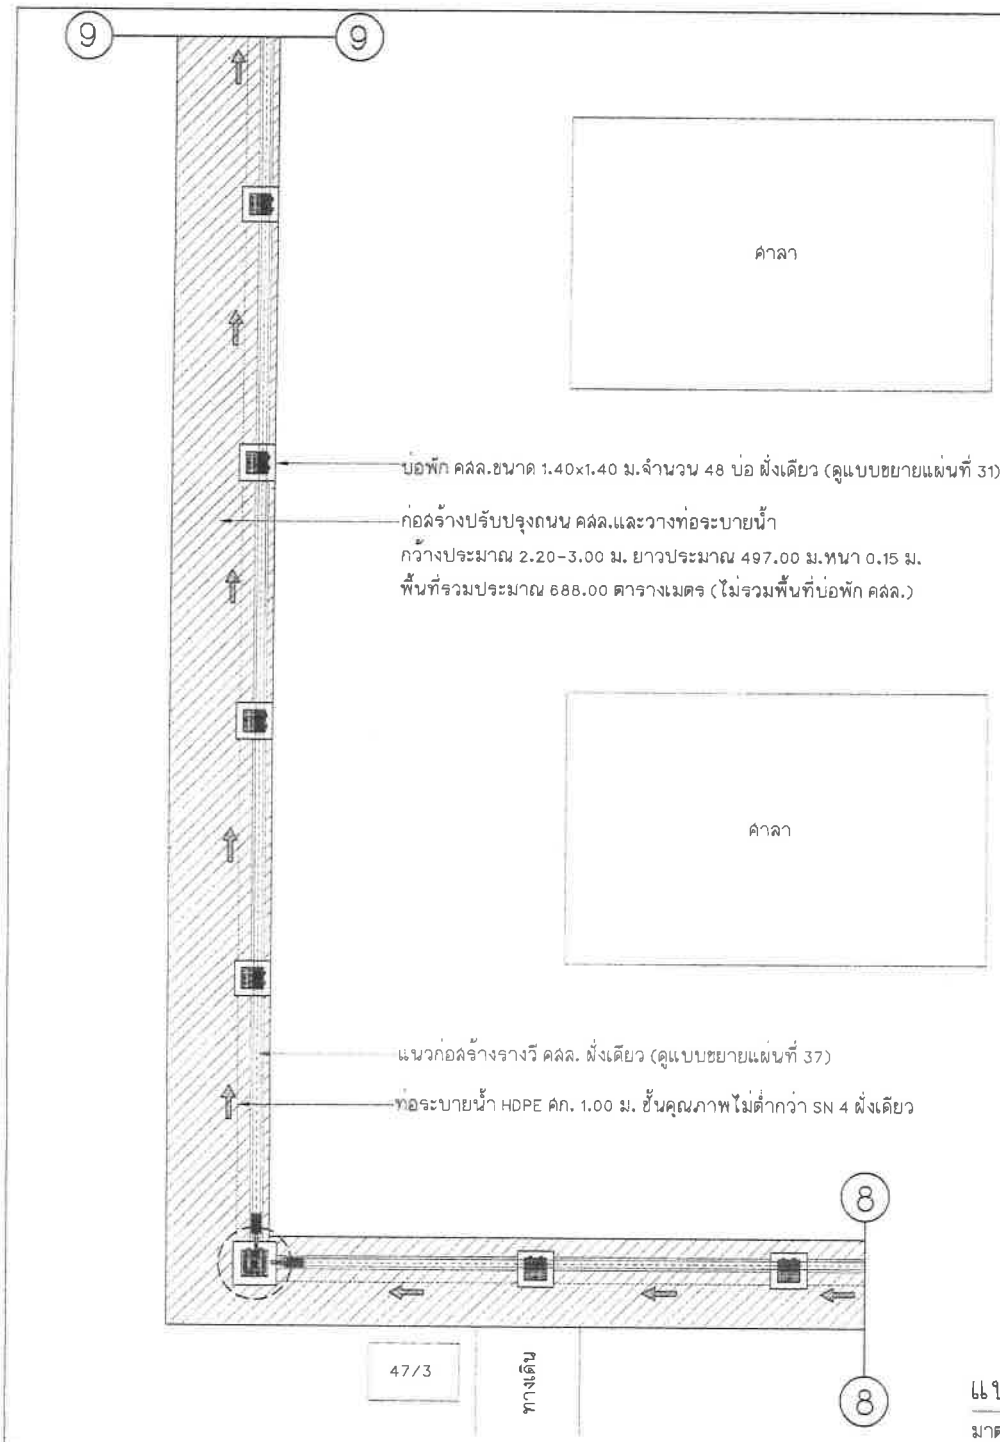 9 9
ศาลา
บ่อพัก คสล.ขนาด 1.40x1.40 ม.จำนวน 48 บ่อ ฝั่งเดียว (ดูแบบขยายแผ่นที่ 31)
ก่อสร้างปรับปรุงถนน คสล.และวางท่อระบายน้ำ
กว้างประมาณ 2.20-3.00 ม. ยาวประมาณ 497.00 ม.หนา 0.15 ม.
พื้นที่รวมประมาณ 688.00 ตารางเมตร (ไม่รวมพื้นที่บ่อพัก คสล.)
ศาลา
แนวก่อสร้างรางวี คสล. ฝั่งเดียว (ดูแบบขยายแผ่นที่ 37)
ท่อระบายน้ำ HDPE ศก. 1.00 ม. ชั้นคุณภาพไม่ต่ำกว่า SN 4 ฝั่งเดียว
8
47/3
ทางเดิน
8